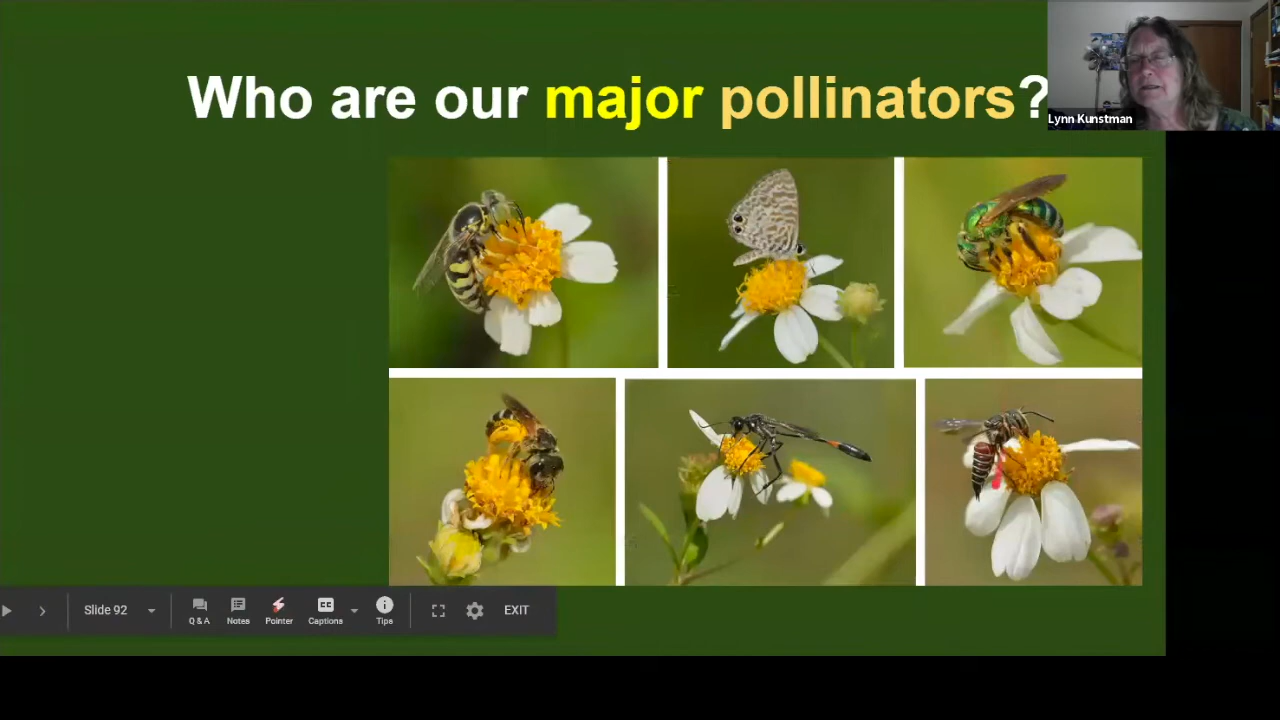 Who are our major pollinators?
Lynn Kunstman
Slide 92
Q & A
Notes
Pointer
CC
Captions
Tips
EXIT